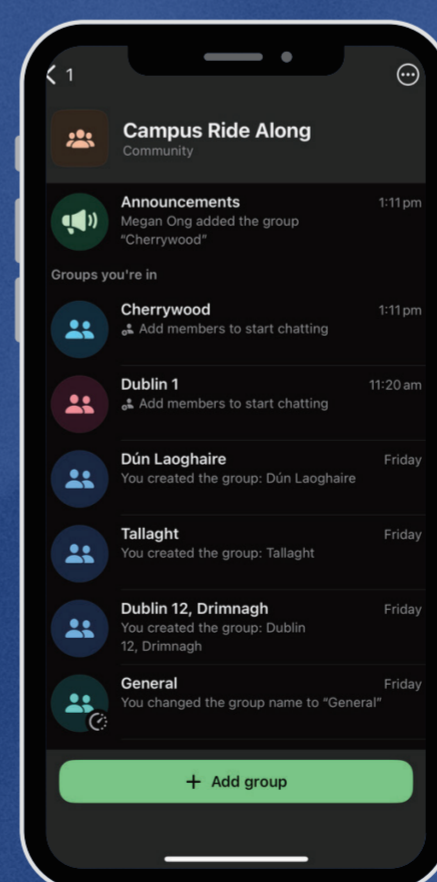 1
Campus Ride Along
Community
Announcements 1:11 pm
Megan Ong added the group
"Cherrywood"
Groups you're in
Cherrywood 1:11 pm
Add members to start chatting
Dublin 1 11:20 am
Add members to start chatting
Dún Laoghaire Friday
You created the group: Dún Laoghaire
Tallaght Friday
You created the group: Tallaght
Dublin 12, Drimnagh Friday
You created the group: Dublin
12, Drimnagh
General Friday
You changed the group name to "General"
+ Add group